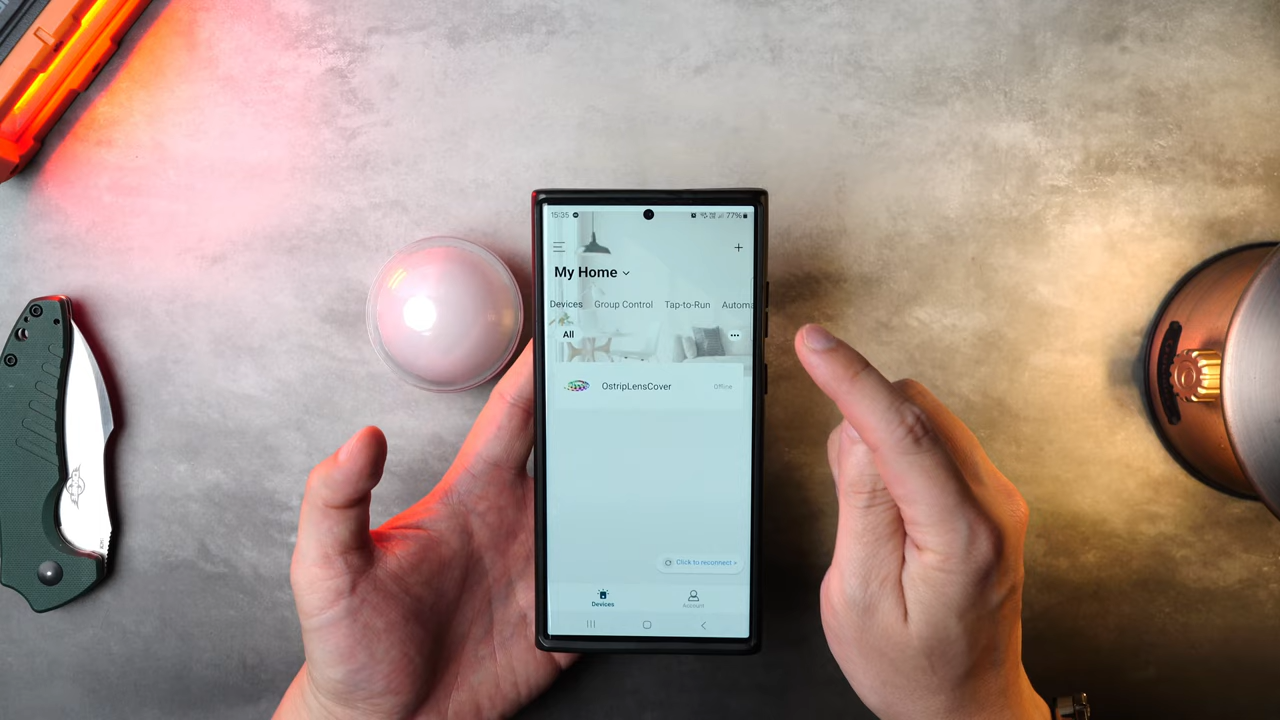 15:35 77%
My Home
Devices Group Control Tap-to-Run Automa
All
OstripLensCover Offline
Click to reconnect »
Devices Account